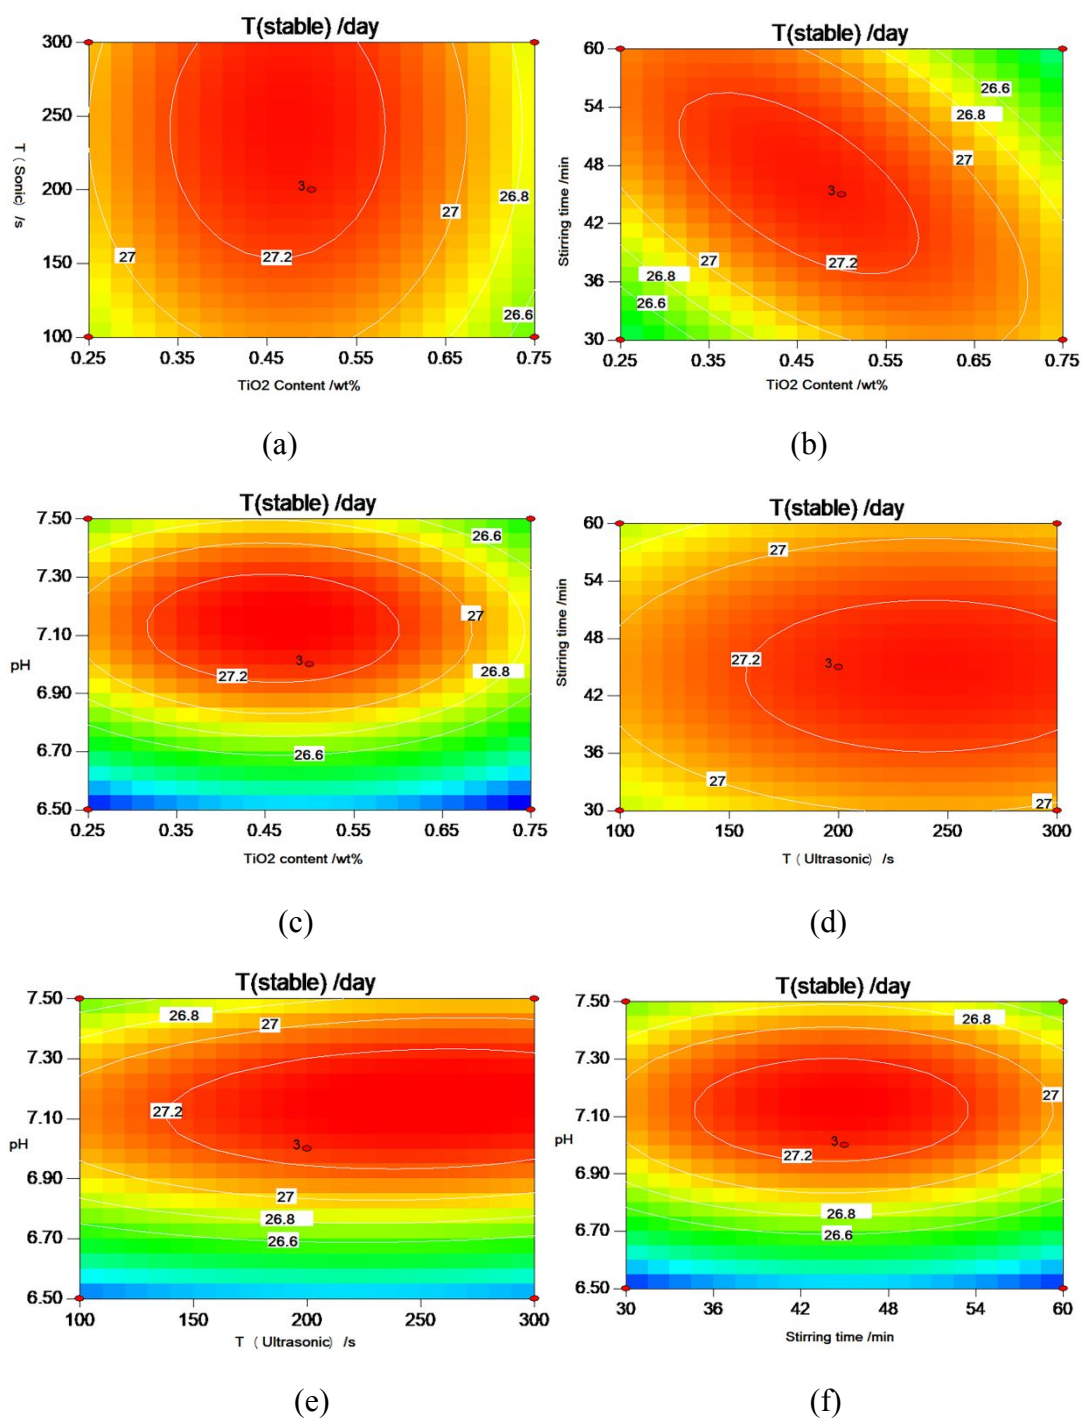 T(stable) /day
300
250
200
150
100
T（Sonic）/s
3
27
27.2
27
26.8
26.6
0.25 0.35 0.45 0.55 0.65 0.75
TiO2 Content /wt%
(a)
T(stable) /day
60
54
48
42
36
30
Stirring time /min
26.6
26.8
27
3
27.2
27
26.8
26.6
0.25 0.35 0.45 0.55 0.65 0.75
TiO2 Content /wt%
(b)
T(stable) /day
7.50
7.30
7.10
6.90
6.70
6.50
pH
26.6
27
3
26.8
27.2
26.6
0.25 0.35 0.45 0.55 0.65 0.75
TiO2 content /wt%
(c)
T(stable) /day
60
54
48
42
36
30
Stirring time /min
27
27.2
3
27
27
100 150 200 250 300
T（Ultrasonic） /s
(d)
T(stable) /day
7.50
7.30
7.10
6.90
6.70
6.50
pH
26.8
27
27.2
3
27
26.8
26.6
100 150 200 250 300
T （Ultrasonic） /s
(e)
T(stable) /day
7.50
7.30
7.10
6.90
6.70
6.50
pH
26.8
27
3
27.2
26.8
26.6
30 36 42 48 54 60
Stirring time /min
(f)